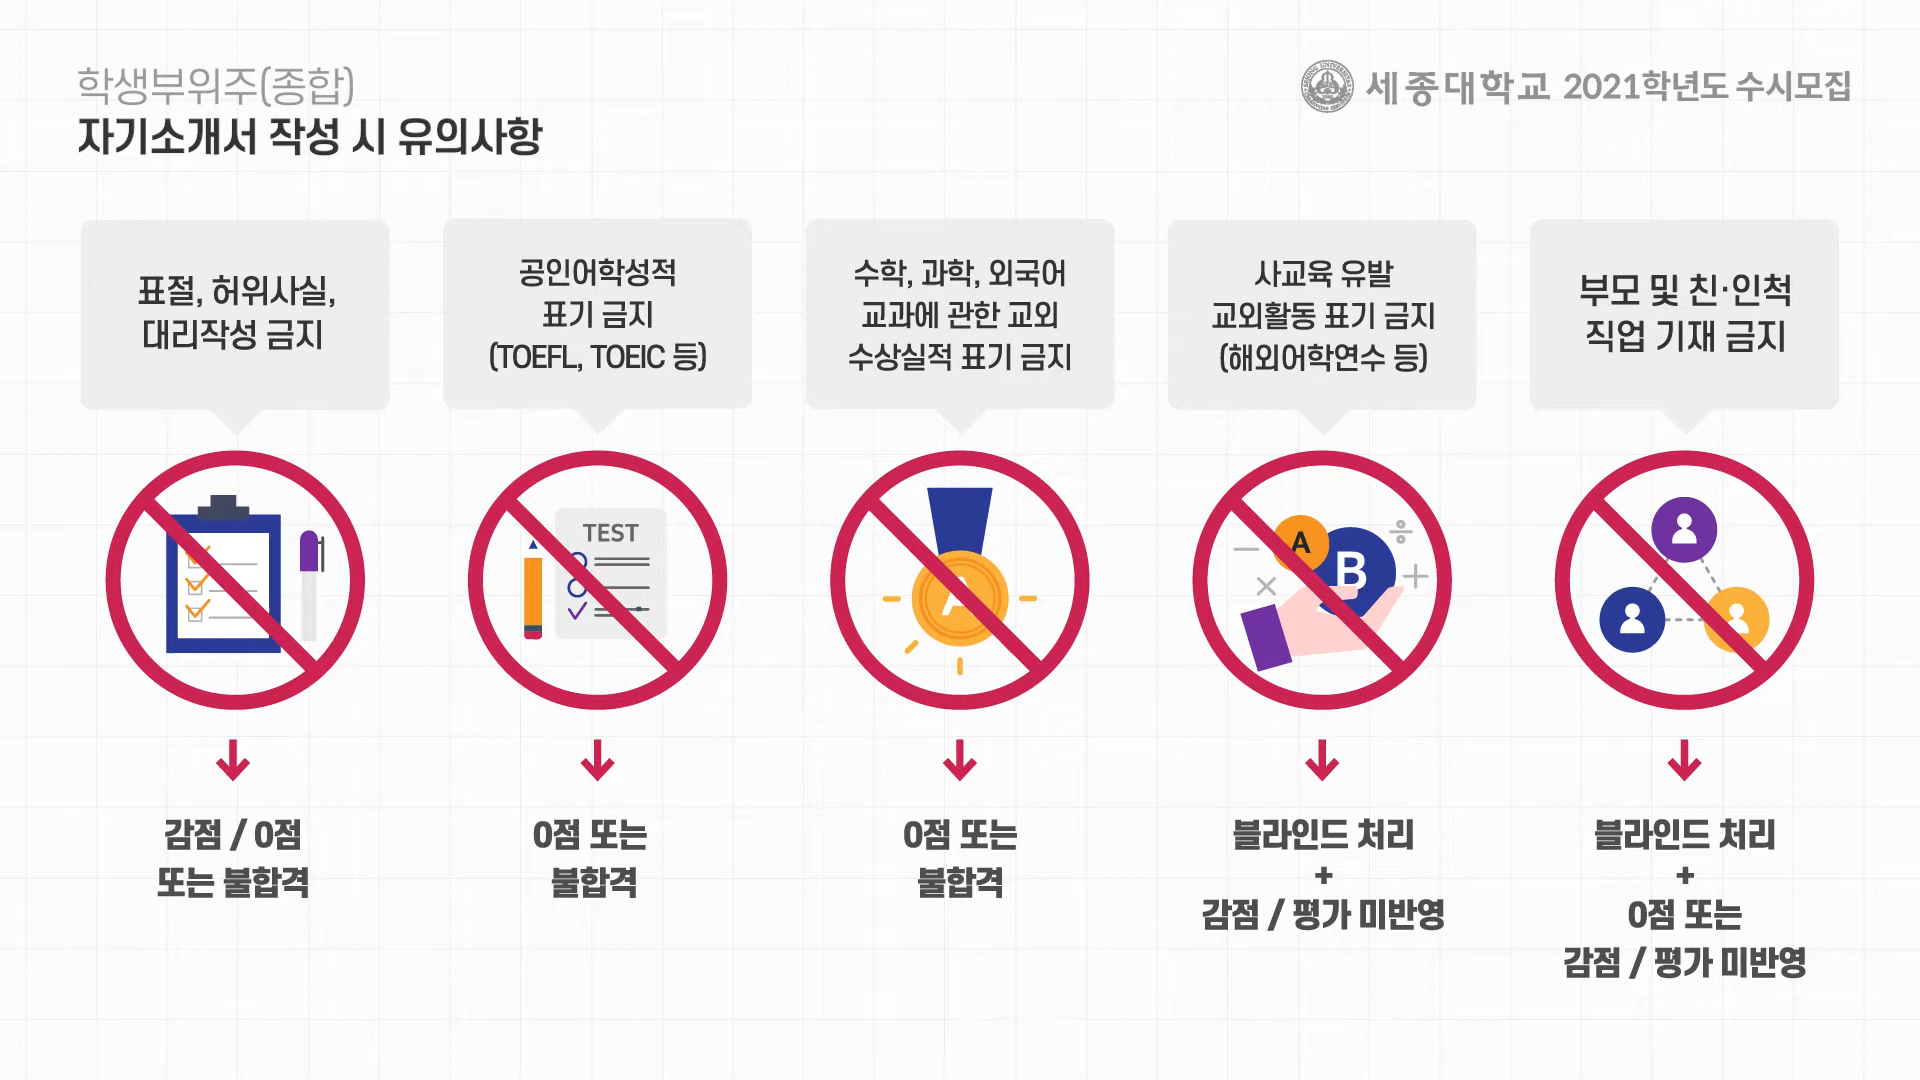 학생부위주(종합)
자기소개서 작성 시 유의사항
세종대학교 2021학년도 수시모집
표절, 허위사실,
대리작성 금지
감점 / 0점
또는 불합격
공인어학성적
표기 금지
(TOEFL, TOEIC 등)
TEST
0점 또는
불합격
수학, 과학, 외국어
교과에 관한 교외
수상실적 표기 금지
A
0점 또는
불합격
사교육 유발
교외활동 표기 금지
(해외어학연수 등)
A
B
블라인드 처리
+
감점 / 평가 미반영
부모 및 친·인척
직업 기재 금지
블라인드 처리
+
0점 또는
감점 / 평가 미반영